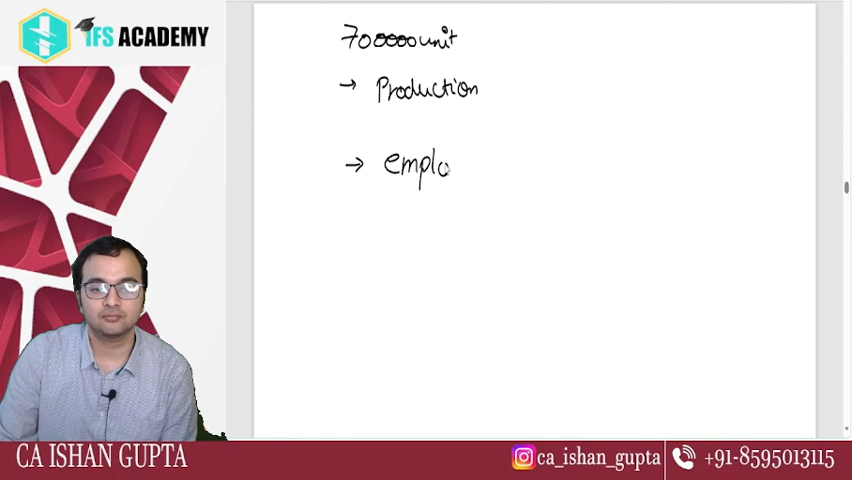 IFS ACADEMY
700000 unit
→ Production
→ emplo
CA ISHAN GUPTA
ca_ishan_gupta
+91-8595013115